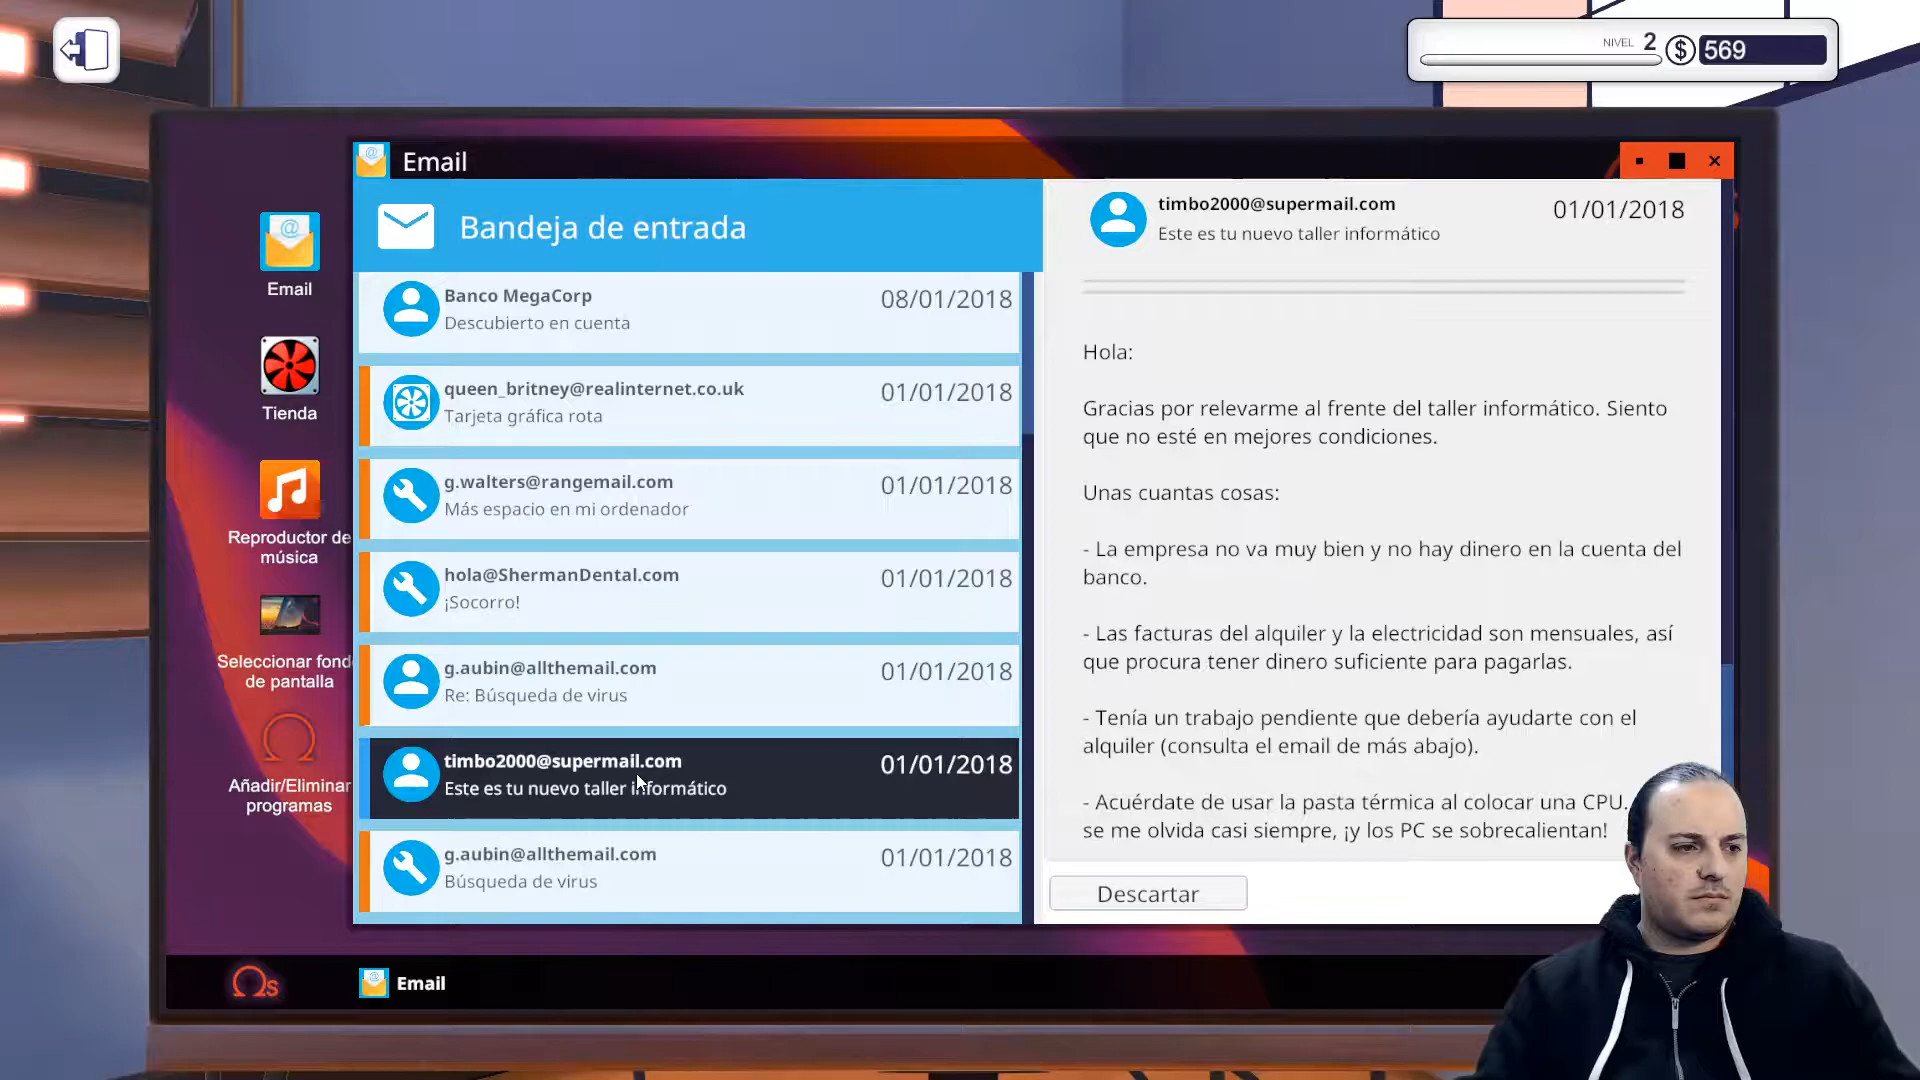 NIVEL 2 $ 569
Email
Bandeja de entrada
Banco MegaCorp 08/01/2018
Descubierto en cuenta
queen_britney@realinternet.co.uk 01/01/2018
Tarjeta gráfica rota
g.walters@rangemail.com 01/01/2018
Más espacio en mi ordenador
hola@ShermanDental.com 01/01/2018
¡Socorro!
g.aubin@allthemail.com 01/01/2018
Re: Búsqueda de virus
timbo2000@supermail.com 01/01/2018
Este es tu nuevo taller informático
g.aubin@allthemail.com 01/01/2018
Búsqueda de virus
timbo2000@supermail.com 01/01/2018
Este es tu nuevo taller informático
Hola:
Gracias por relevarme al frente del taller informático. Siento
que no esté en mejores condiciones.
Unas cuantas cosas:
- La empresa no va muy bien y no hay dinero en la cuenta del
banco.
- Las facturas del alquiler y la electricidad son mensuales, así
que procura tener dinero suficiente para pagarlas.
- Tenía un trabajo pendiente que debería ayudarte con el
alquiler (consulta el email de más abajo).
- Acuérdate de usar la pasta térmica al colocar una CPU.
se me olvida casi siempre, ¡y los PC se sobrecalientan!
Descartar
Email
Tienda
Reproductor de
música
Seleccionar fond
de pantalla
Añadir/Eliminar
programas
Ωs
Email